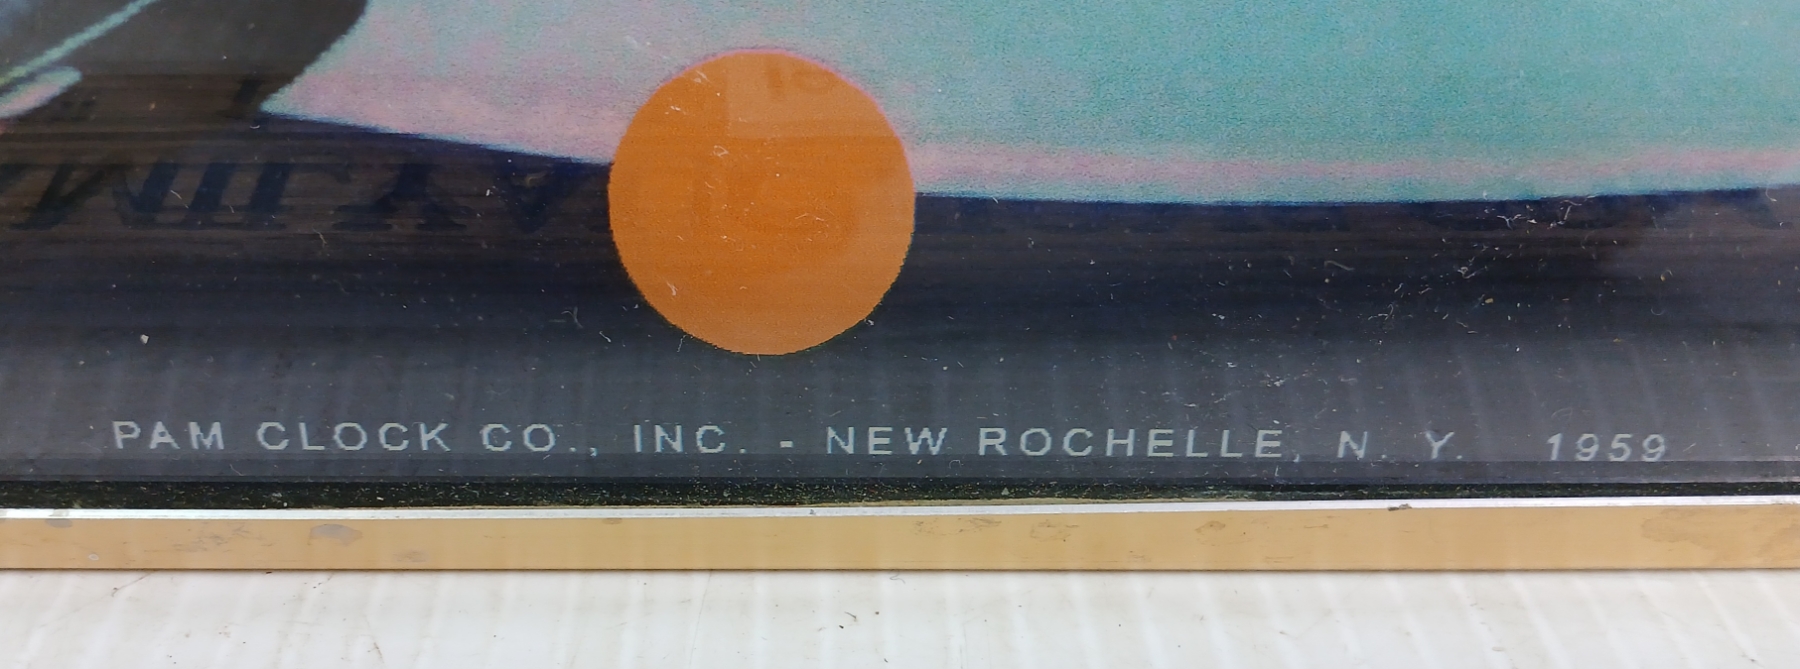 PAM CLOCK CO., INC. - NEW ROCHELLE, N. Y. 1959